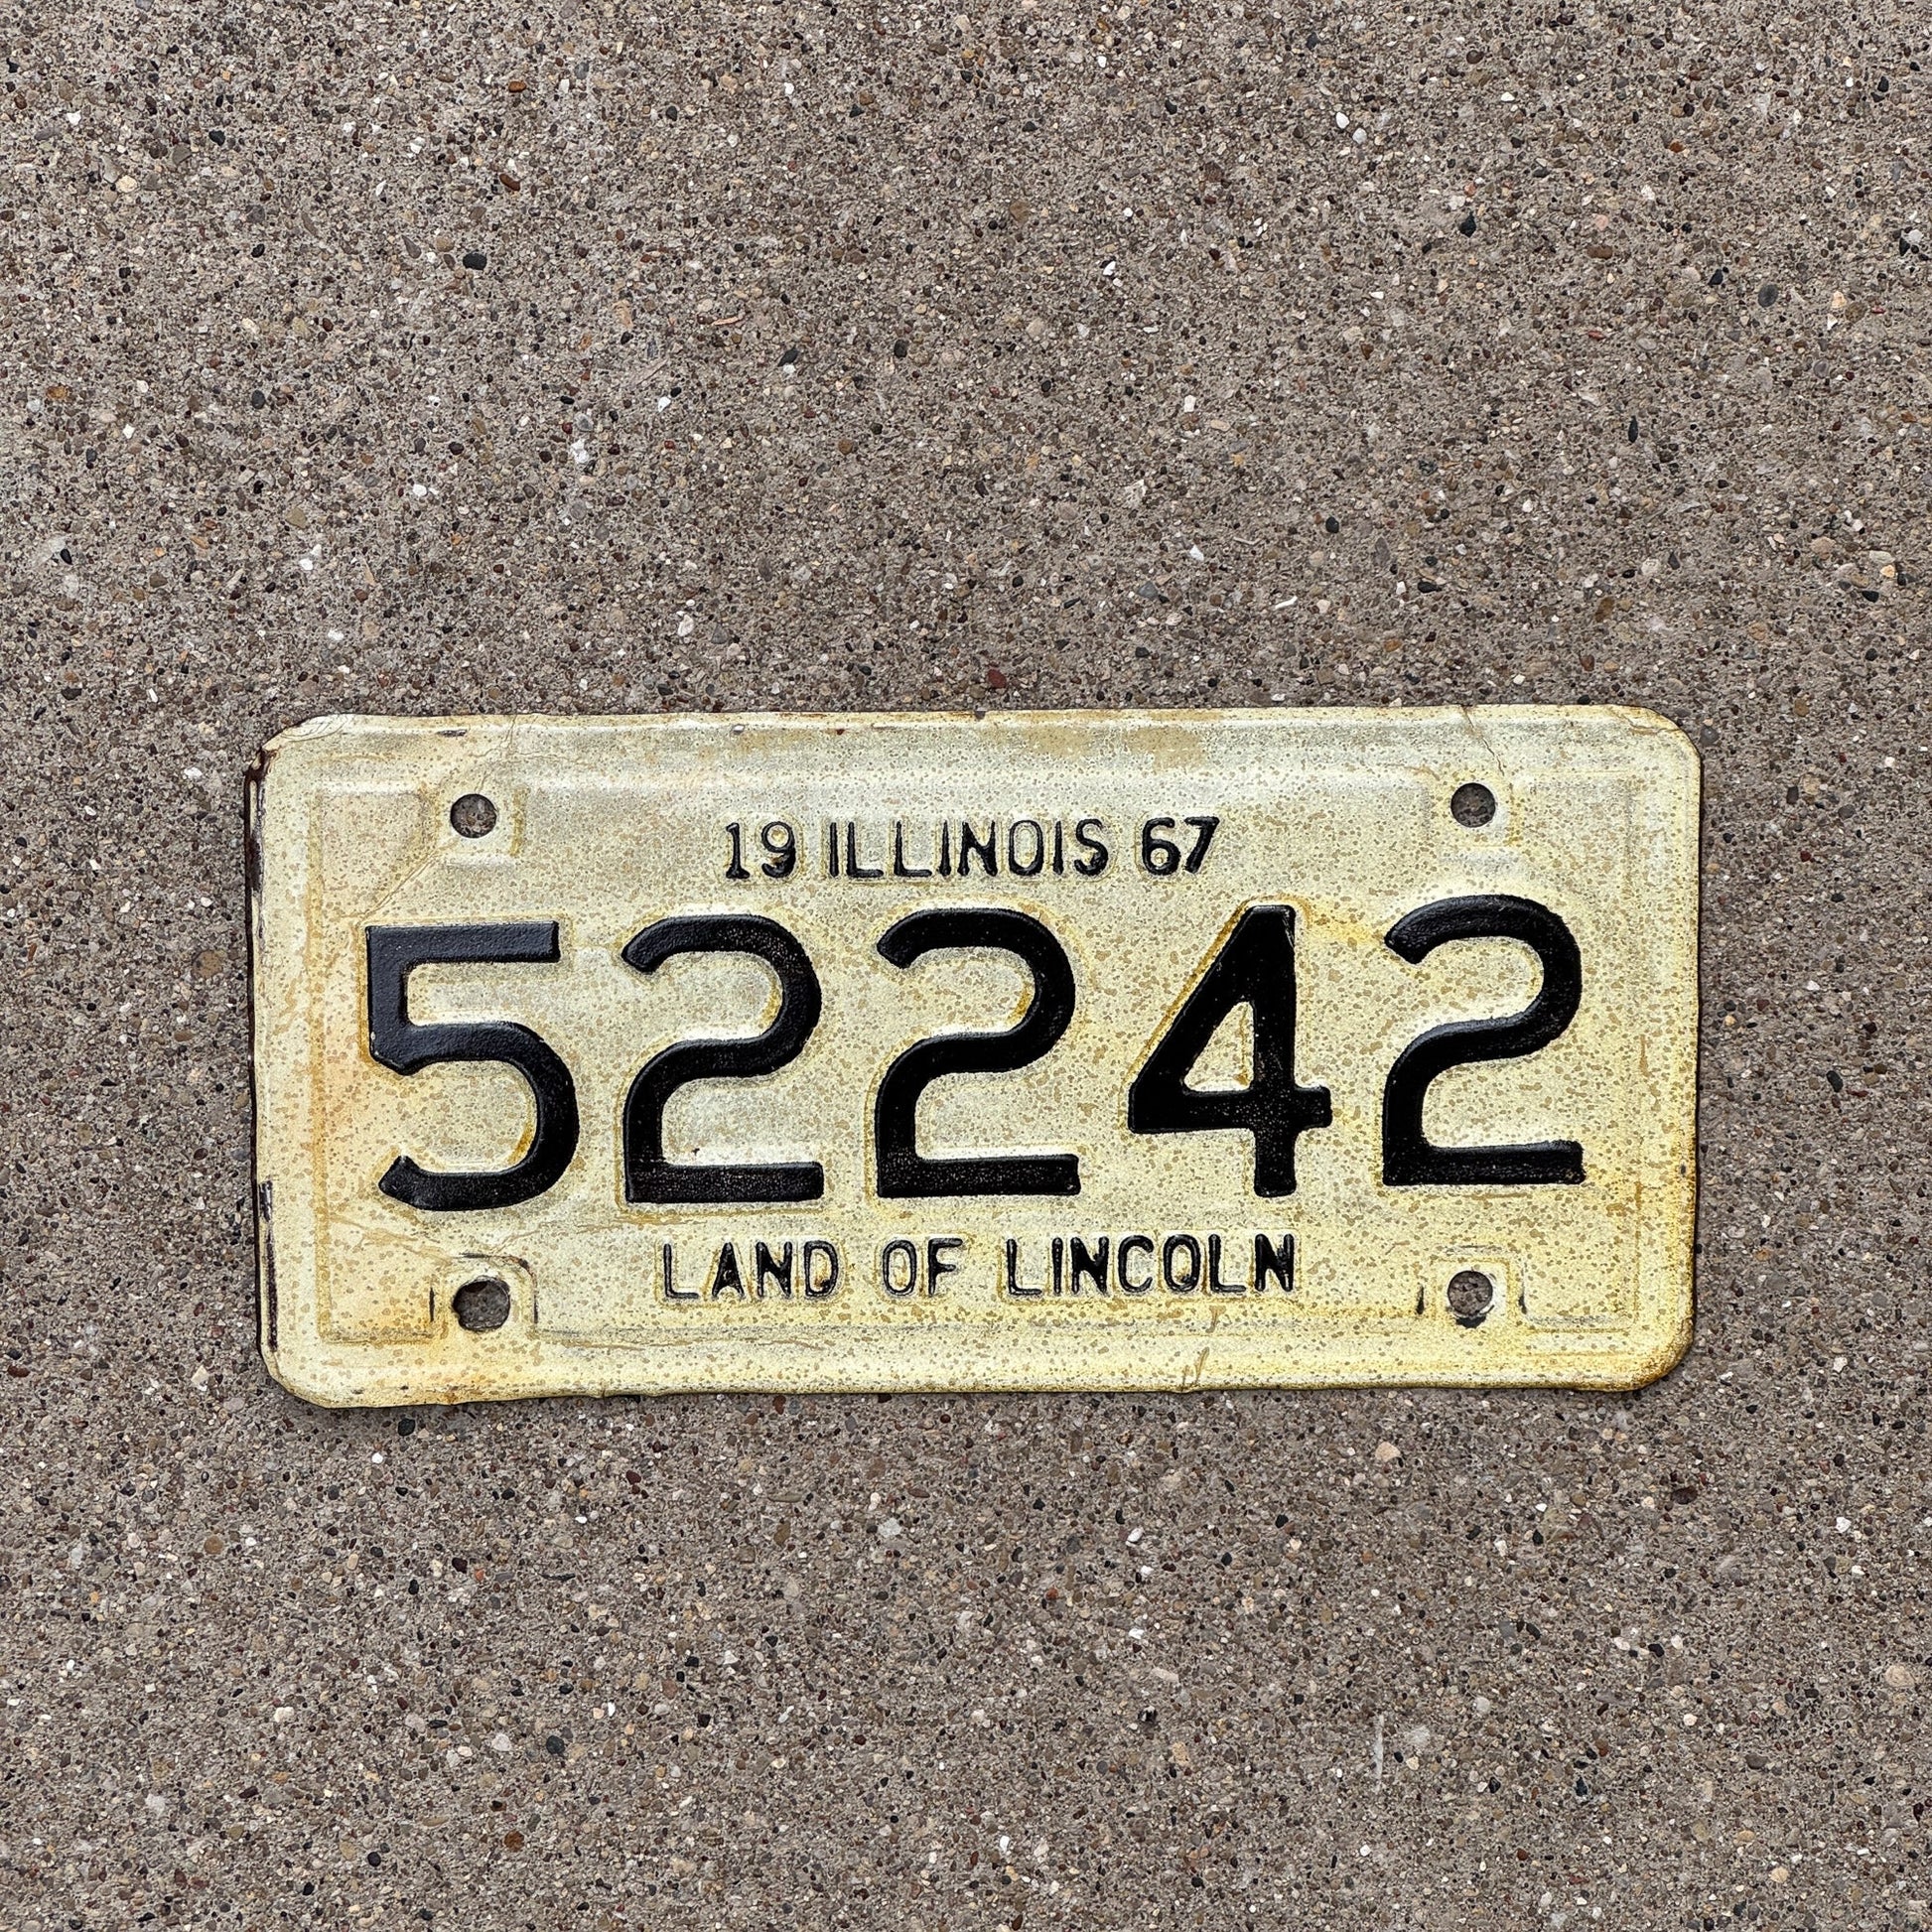 19 ILLINOIS 67
52242
LAND OF LINCOLN